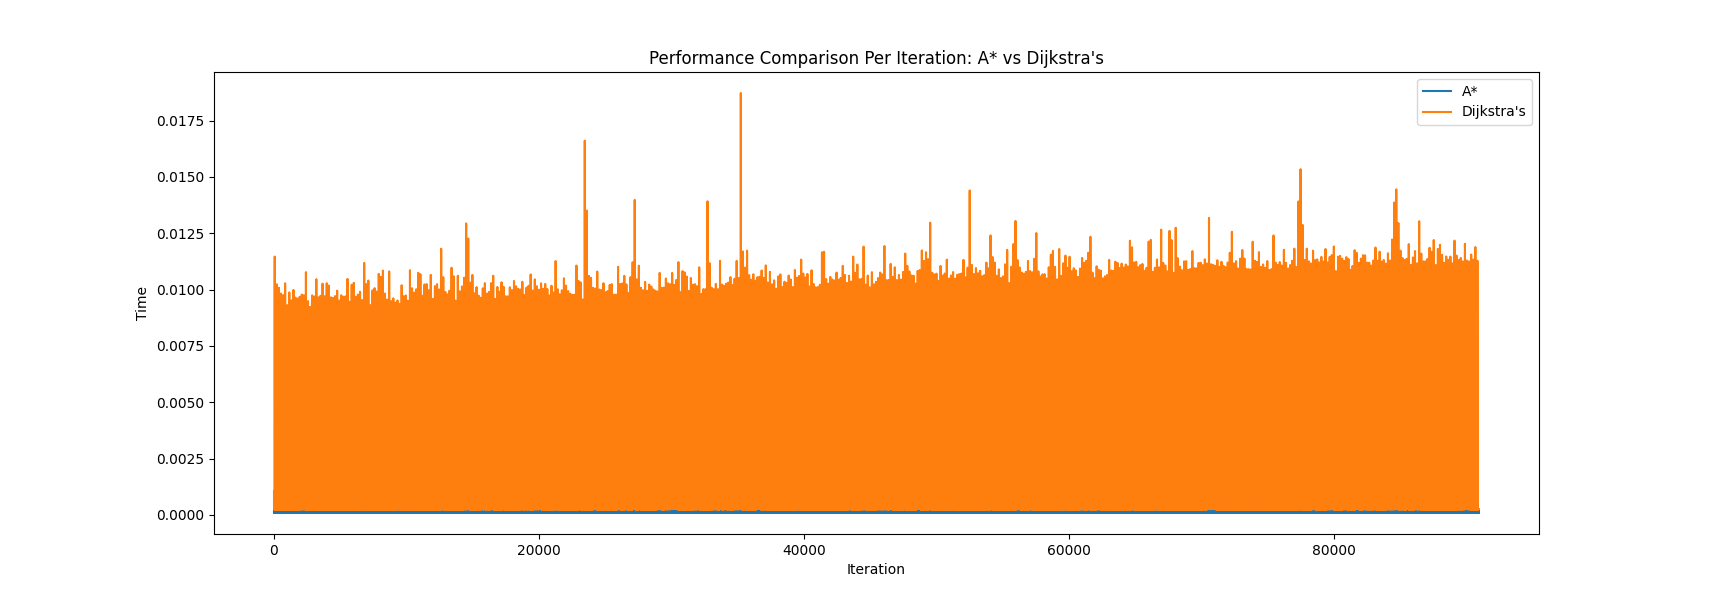 Performance Comparison Per Iteration: A* vs Dijkstra's
A*
Dijkstra's
0.0175
0.0150
0.0125
0.0100
0.0075
0.0050
0.0025
0.0000
Time
0 20000 40000 60000 80000
Iteration